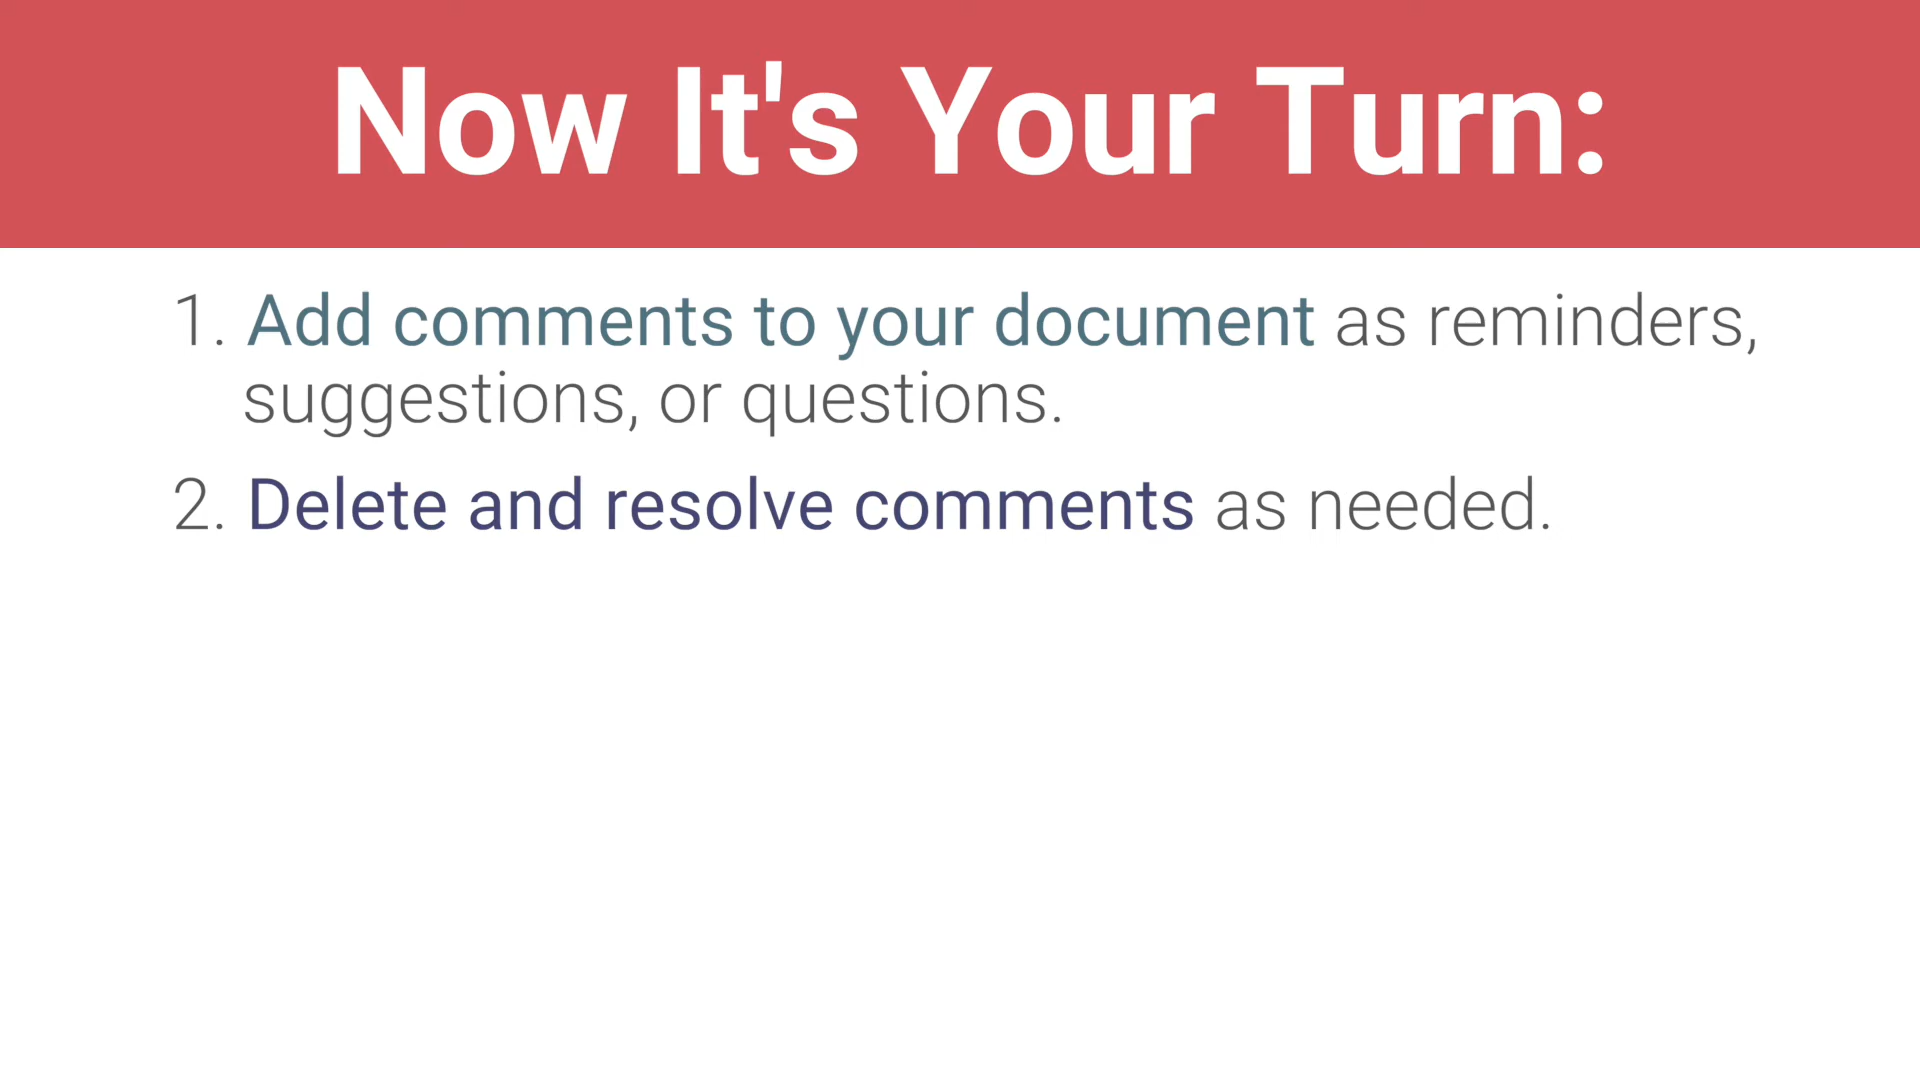 Now It's Your Turn:
1. Add comments to your document as reminders,
suggestions, or questions.
2. Delete and resolve comments as needed.